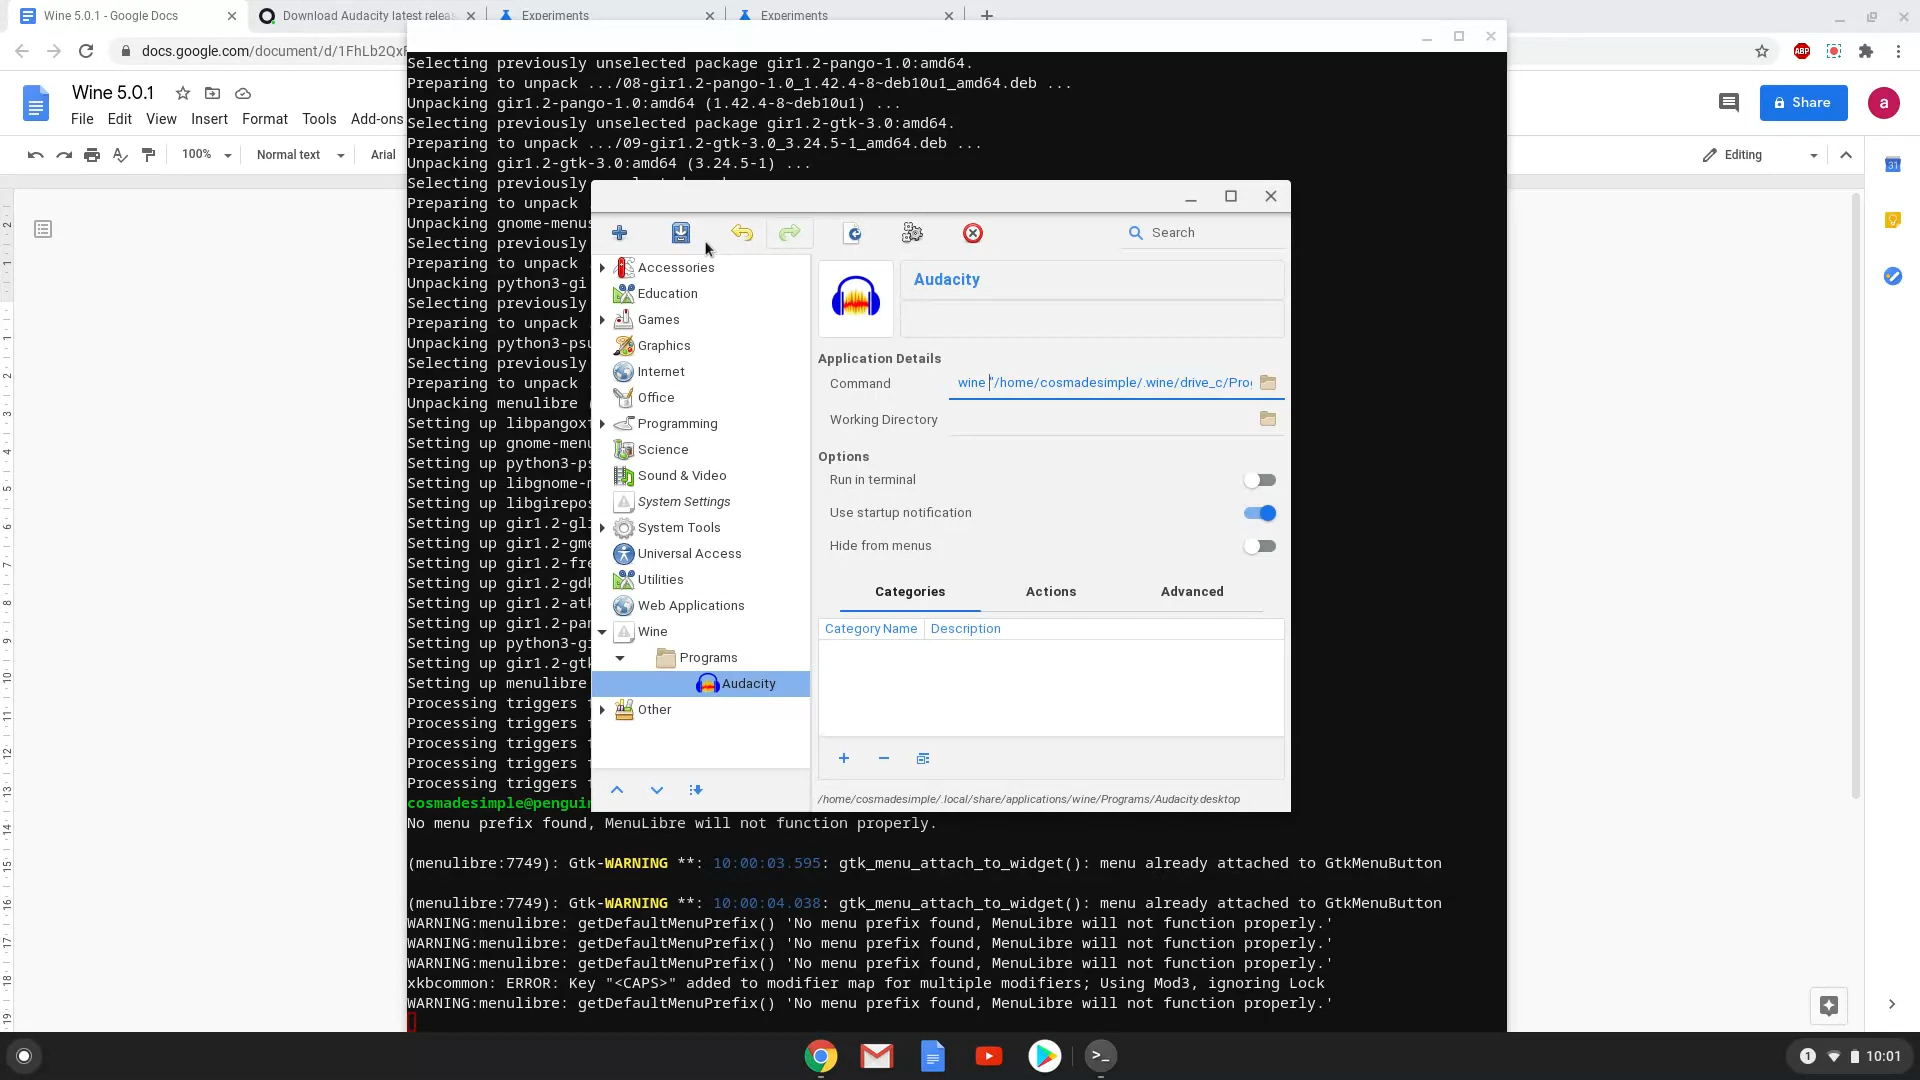 Wine 5.0.1 - Google Docs
Download Audacity latest relea
Experiments
Experiments
docs.google.com/document/d/1FhLb2QxF
ABP
Wine 5.0.1
Share
a
File Edit View Insert Format Tools Add-ons
100% Normal text Arial
Editing
31
Selecting previously unselected package gir1.2-pango-1.0:amd64.
Preparing to unpack .../08-gir1.2-pango-1.0_1.42.4-8~deb10u1_amd64.deb ...
Unpacking gir1.2-pango-1.0:amd64 (1.42.4-8~deb10u1) ...
Selecting previously unselected package gir1.2-gtk-3.0:amd64.
Preparing to unpack .../09-gir1.2-gtk-3.0_3.24.5-1_amd64.deb ...
Unpacking gir1.2-gtk-3.0:amd64 (3.24.5-1) ...
Selecting previously
Preparing to unpack
Unpacking gnome-menus
Selecting previously
Preparing to unpack
Unpacking python3-gi
Selecting previously
Preparing to unpack
Unpacking python3-psu
Selecting previously
Preparing to unpack
Unpacking menulibre
Setting up libpangoxf
Setting up gnome-menu
Setting up python3-ps
Setting up libgnome-m
Setting up libgirepos
Setting up gir1.2-gli
Setting up gir1.2-gme
Setting up gir1.2-fre
Setting up gir1.2-gdk
Setting up gir1.2-atk
Setting up gir1.2-pan
Setting up python3-gi
Setting up gir1.2-gtk
Setting up menulibre
Processing triggers
Processing triggers
Processing triggers
Processing triggers
Processing triggers
cosmadesimple@penguin
No menu prefix found, MenuLibre will not function properly.
(menulibre:7749): Gtk-WARNING **: 10:00:03.595: gtk_menu_attach_to_widget(): menu already attached to GtkMenuButton
(menulibre:7749): Gtk-WARNING **: 10:00:04.038: gtk_menu_attach_to_widget(): menu already attached to GtkMenuButton
WARNING:menulibre: getDefaultMenuPrefix() 'No menu prefix found, MenuLibre will not function properly.'
WARNING:menulibre: getDefaultMenuPrefix() 'No menu prefix found, MenuLibre will not function properly.'
WARNING:menulibre: getDefaultMenuPrefix() 'No menu prefix found, MenuLibre will not function properly.'
xkbcommon: ERROR: Key "<CAPS>" added to modifier map for multiple modifiers; Using Mod3, ignoring Lock
WARNING:menulibre: getDefaultMenuPrefix() 'No menu prefix found, MenuLibre will not function properly.'
Search
Accessories
Education
Games
Graphics
Internet
Office
Programming
Science
Sound & Video
System Settings
System Tools
Universal Access
Utilities
Web Applications
Wine
Programs
Audacity
Other
Audacity
Application Details
Command wine "/home/cosmadesimple/.wine/drive_c/Prog
Working Directory
Options
Run in terminal
Use startup notification
Hide from menus
Categories Actions Advanced
Category Name Description
/home/cosmadesimple/.local/share/applications/wine/Programs/Audacity.desktop
1 10:01